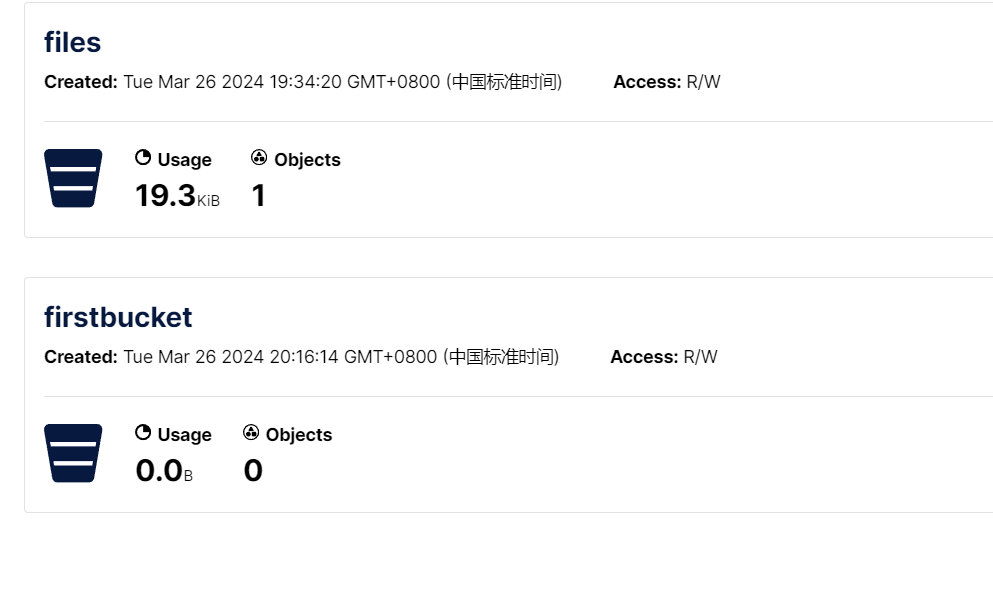 files
Created: Tue Mar 26 2024 19:34:20 GMT+0800 (中国标准时间) Access: R/W
Usage Objects
19.3KiB 1
firstbucket
Created: Tue Mar 26 2024 20:16:14 GMT+0800 (中国标准时间) Access: R/W
Usage Objects
0.0B 0